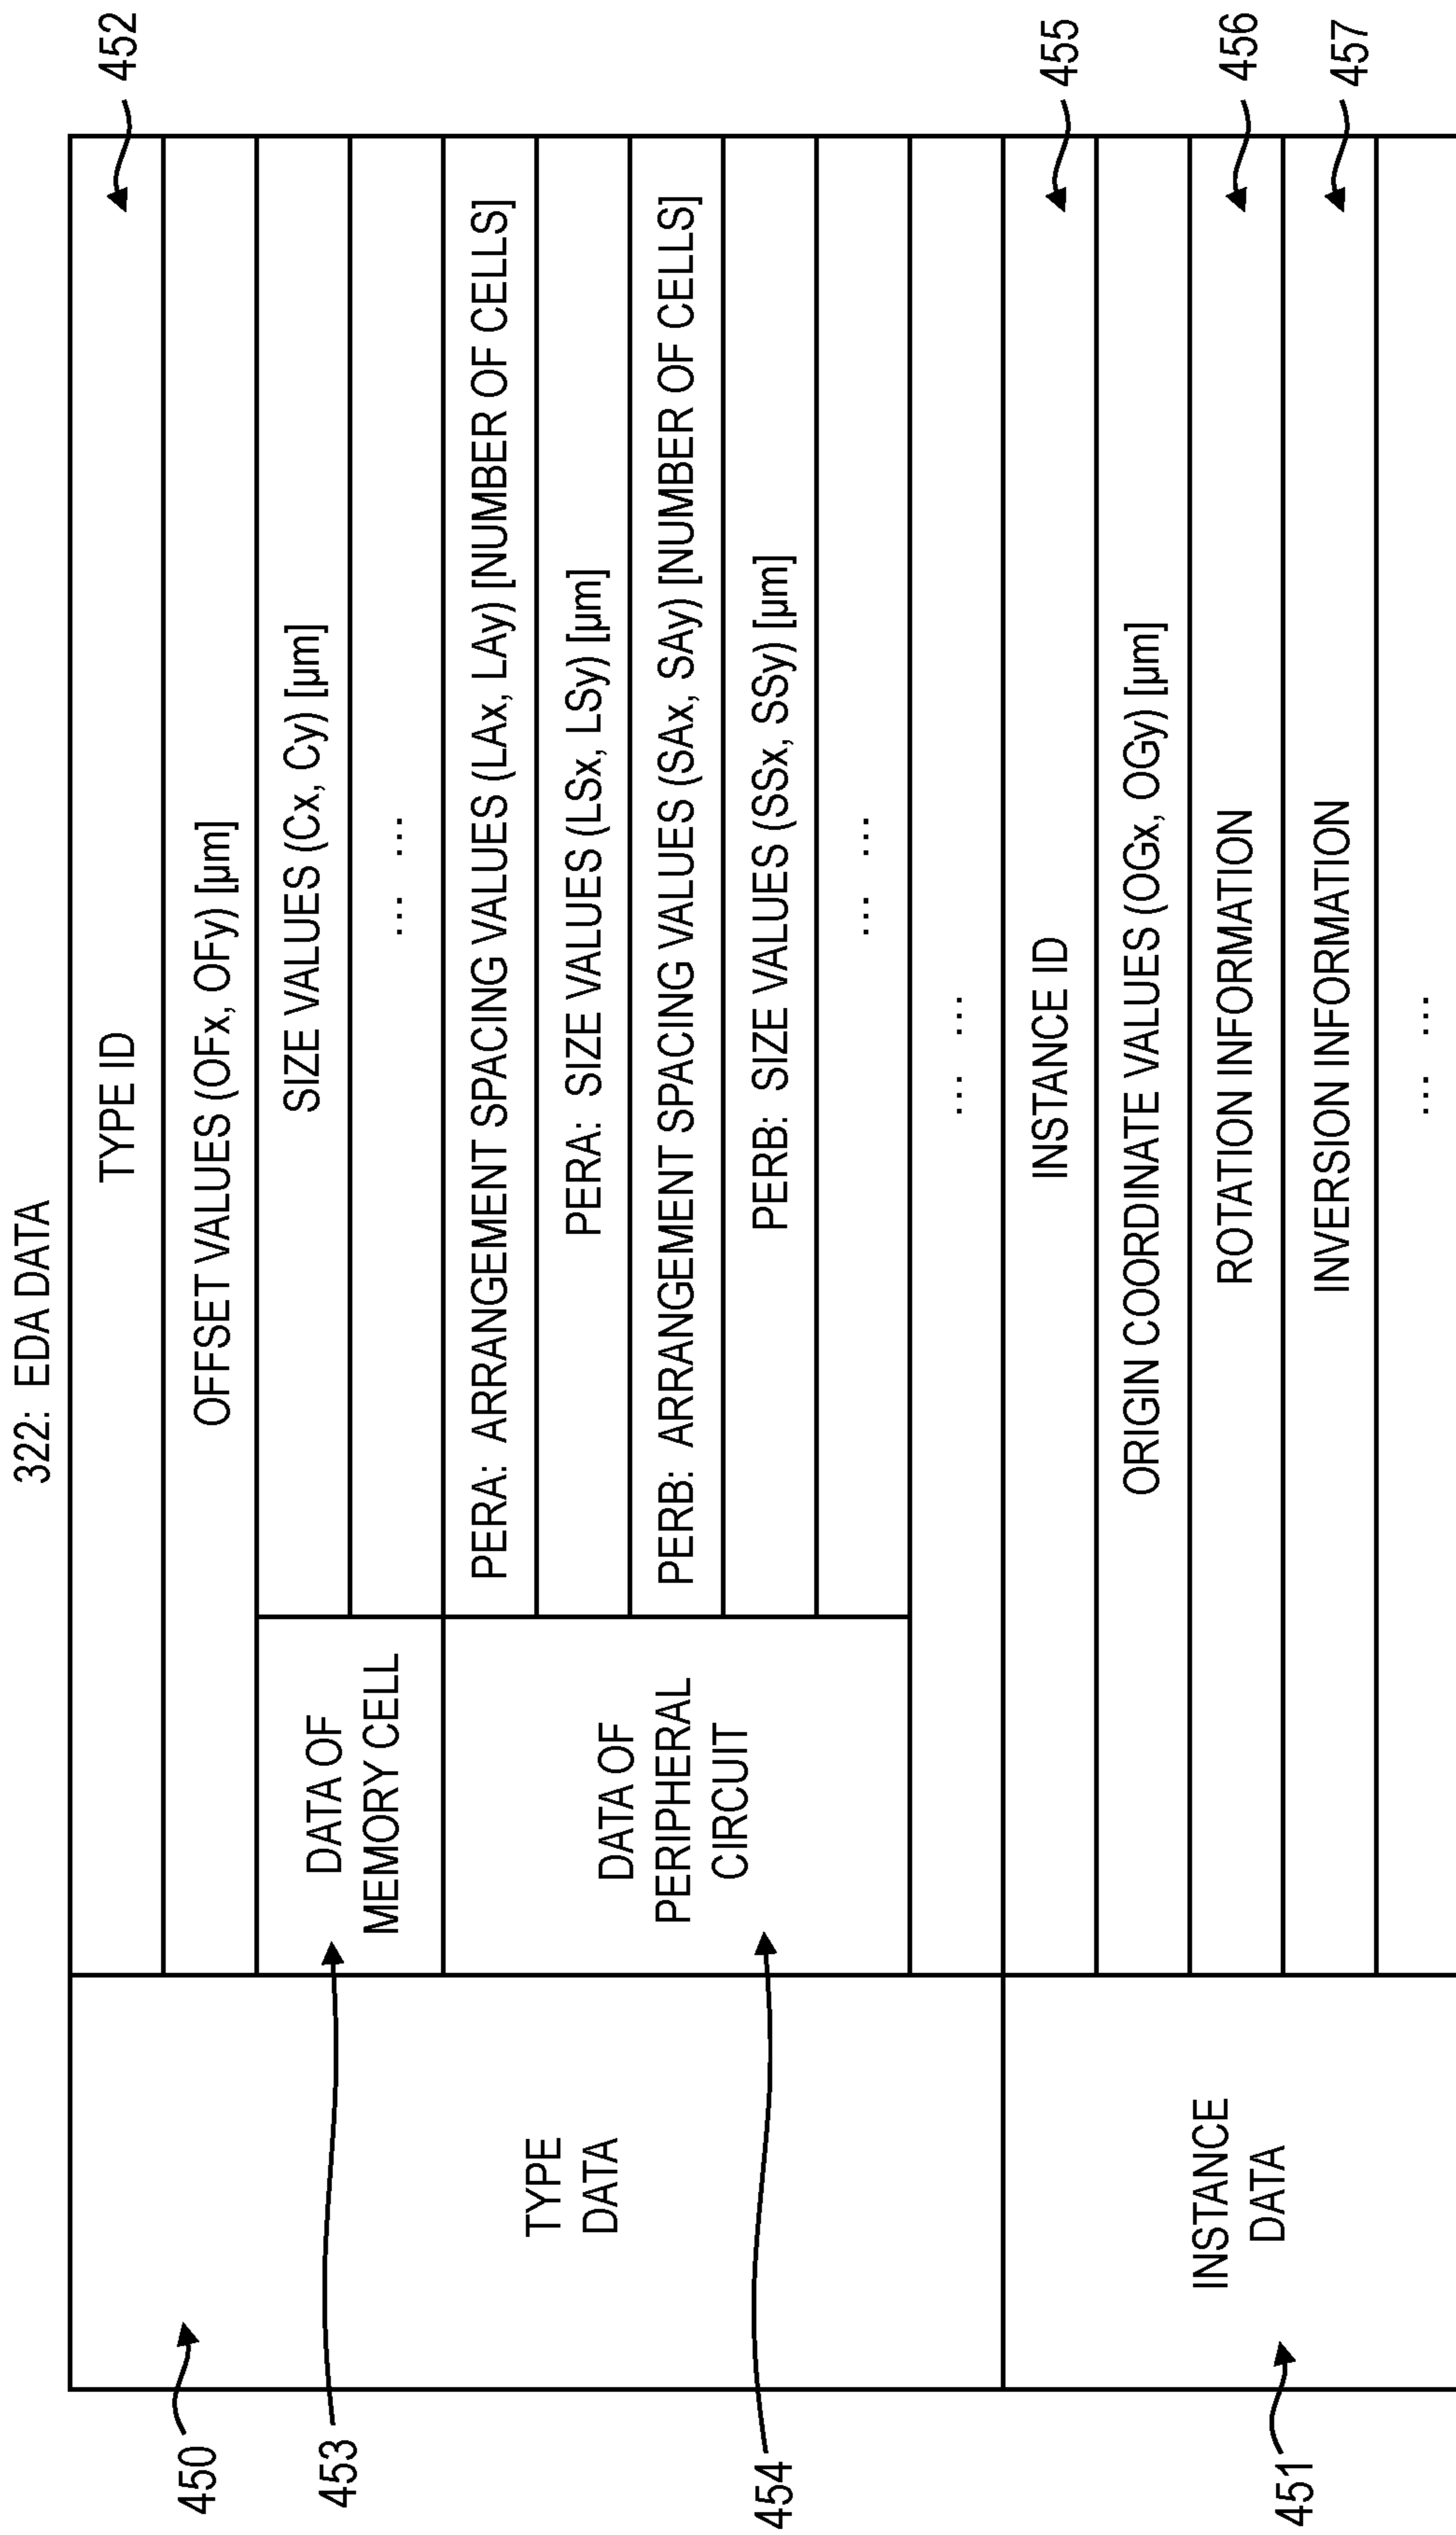 322: EDA DATA
450
TYPE
DATA
TYPE ID
452
OFFSET VALUES (OFx, OFy) [µm]
453
DATA OF
MEMORY CELL
SIZE VALUES (Cx, Cy) [µm]
... ...
454
DATA OF
PERIPHERAL
CIRCUIT
PERA: ARRANGEMENT SPACING VALUES (LAx, LAy) [NUMBER OF CELLS]
PERA: SIZE VALUES (LSx, LSy) [µm]
PERB: ARRANGEMENT SPACING VALUES (SAx, SAy) [NUMBER OF CELLS]
PERB: SIZE VALUES (SSx, SSy) [µm]
... ...
... ...
451
INSTANCE
DATA
INSTANCE ID
455
ORIGIN COORDINATE VALUES (OGx, OGy) [µm]
ROTATION INFORMATION
456
INVERSION INFORMATION
457
... ...